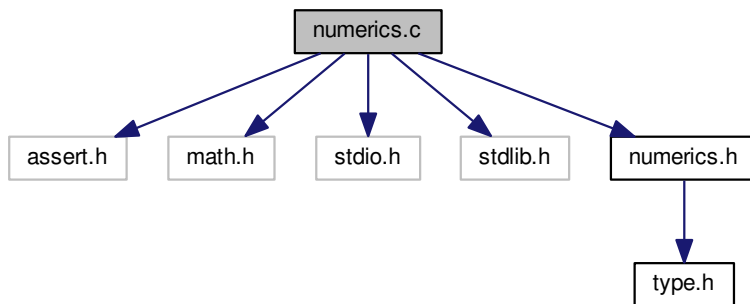 numerics.c
assert.h
math.h
stdio.h
stdlib.h
numerics.h
type.h